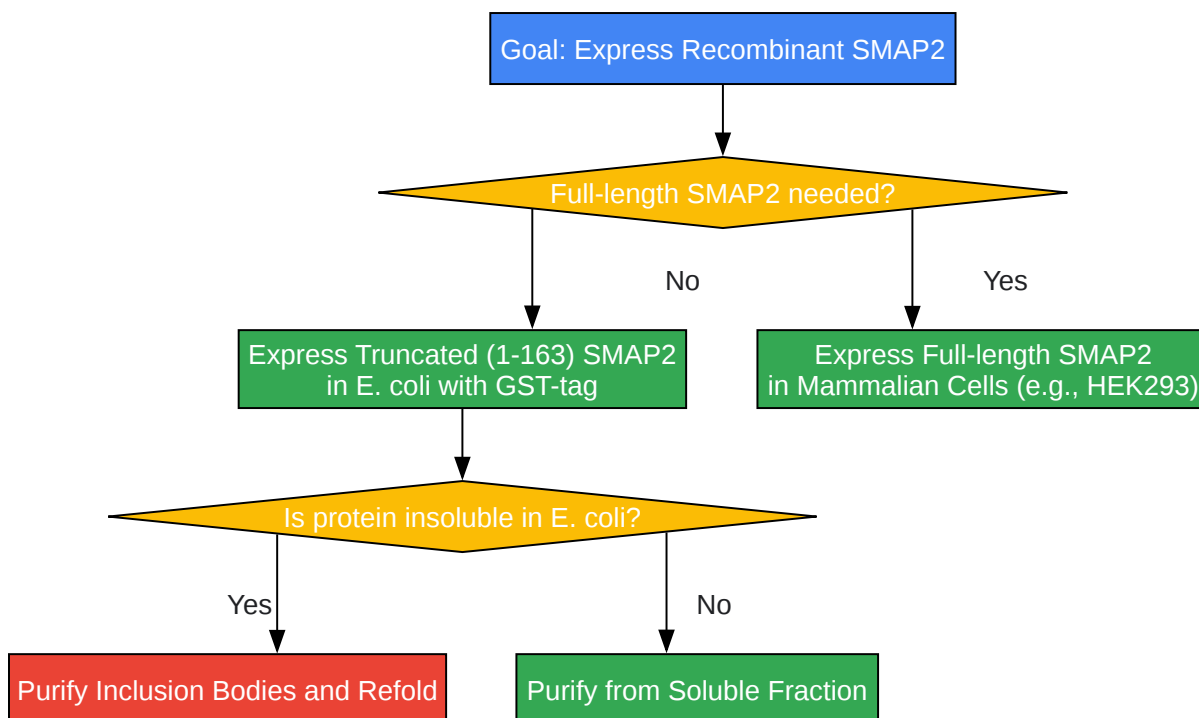 Goal: Express Recombinant SMAP2
Full-length SMAP2 needed?
No
Yes
Express Truncated (1-163) SMAP2
in E. coli with GST-tag
Express Full-length SMAP2
in Mammalian Cells (e.g., HEK293)
Is protein insoluble in E. coli?
Yes
No
Purify Inclusion Bodies and Refold
Purify from Soluble Fraction